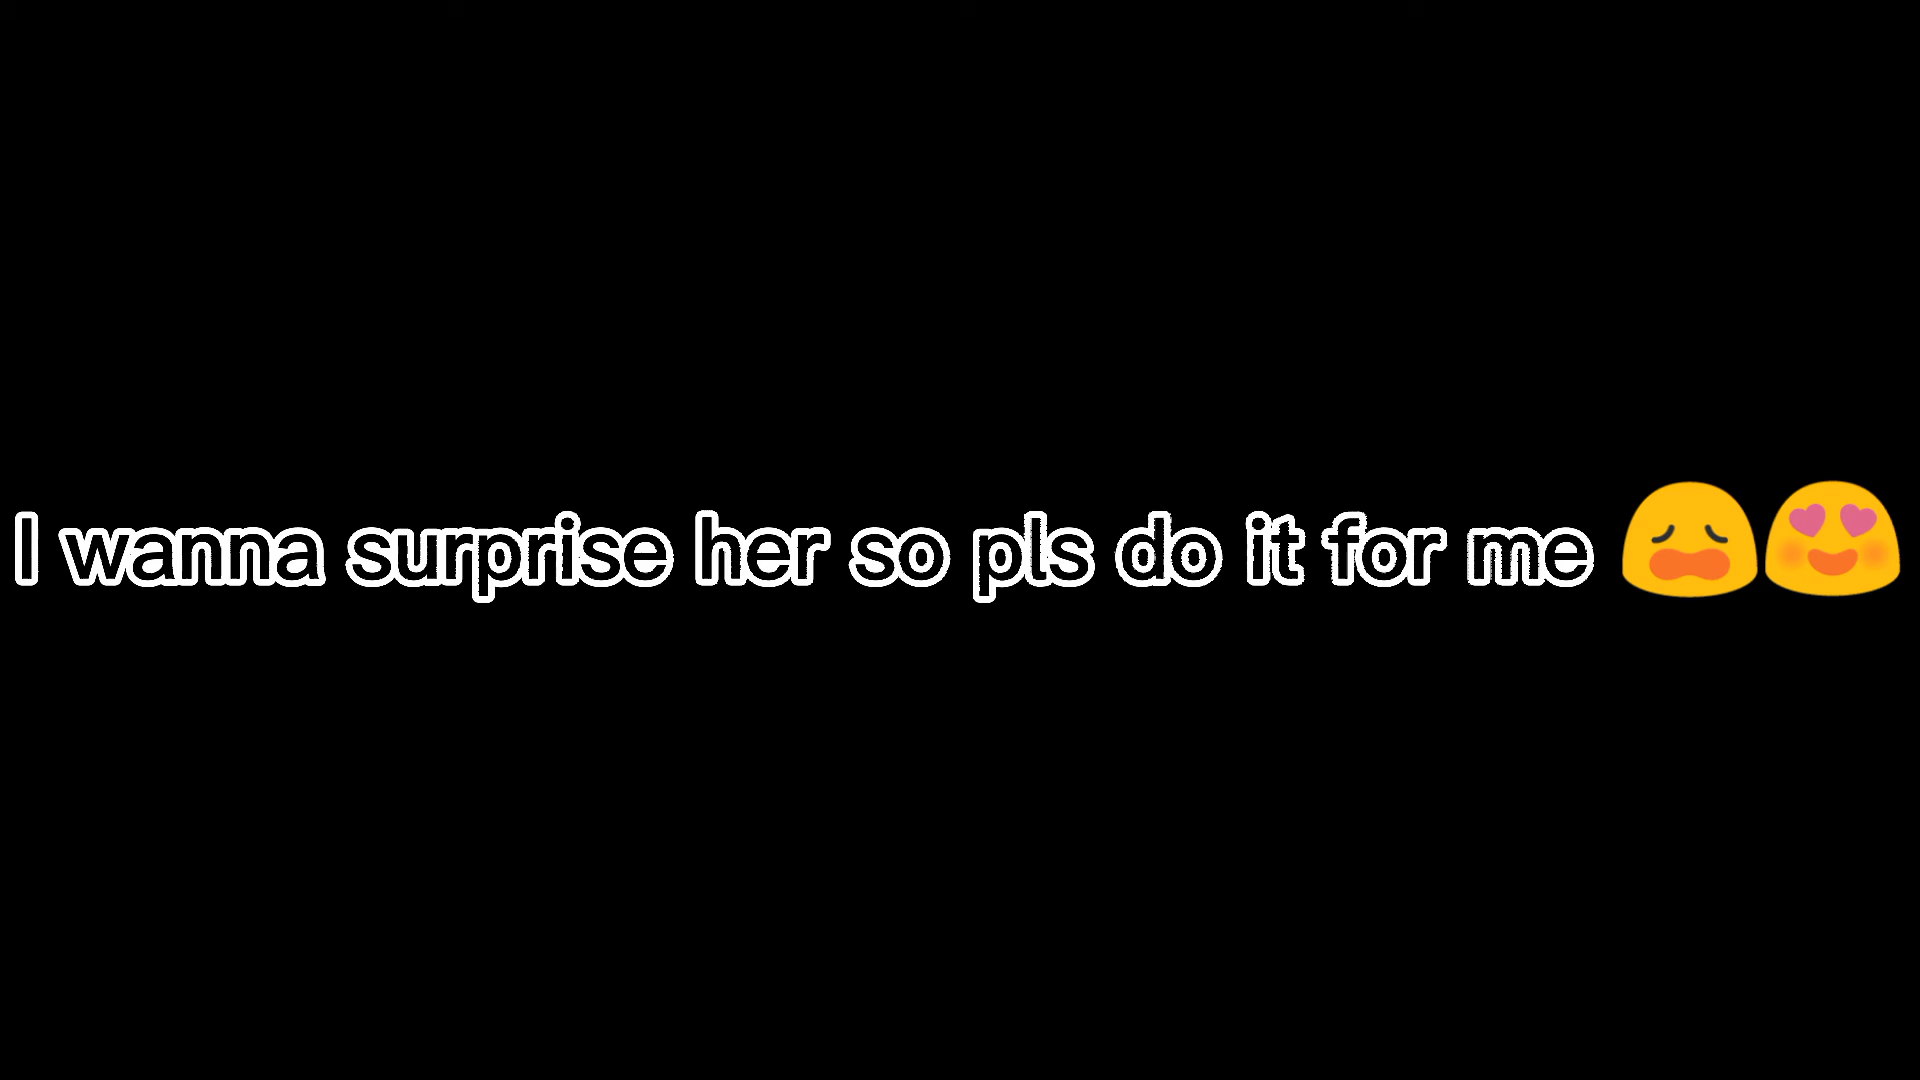 I wanna surprise her so pls do it for me 😩😍